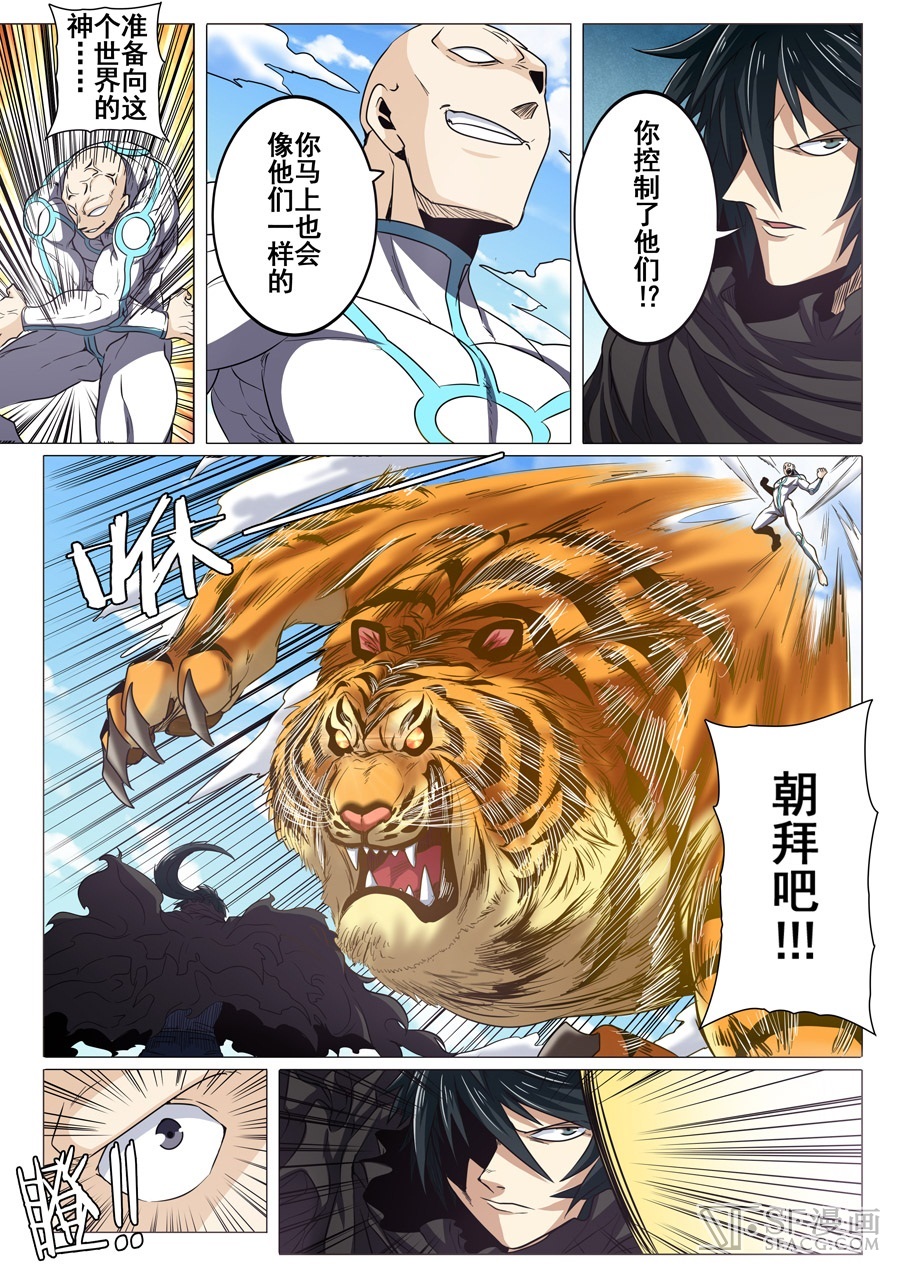 你控制了他们!?
你马上也会
像他们一样的
准备向这
个世界的
神……
咻
朝拜吧!!!
瞪!!
SF漫画
SFACG.COM